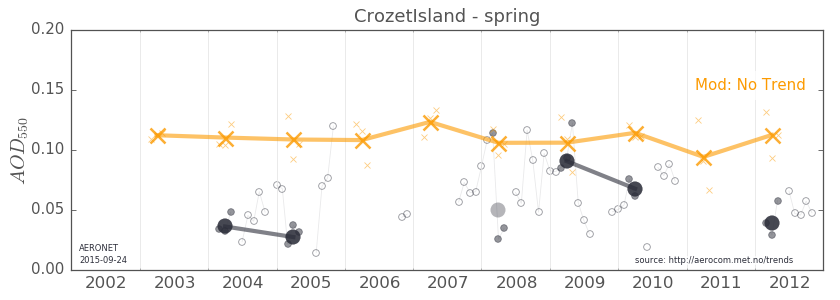 CrozetIsland - spring
0.20
0.15
0.10
0.05
0.00
AOD550
Mod: No Trend
AERONET
2015-09-24
source: http://aerocom.met.no/trends
2002 2003 2004 2005 2006 2007 2008 2009 2010 2011 2012